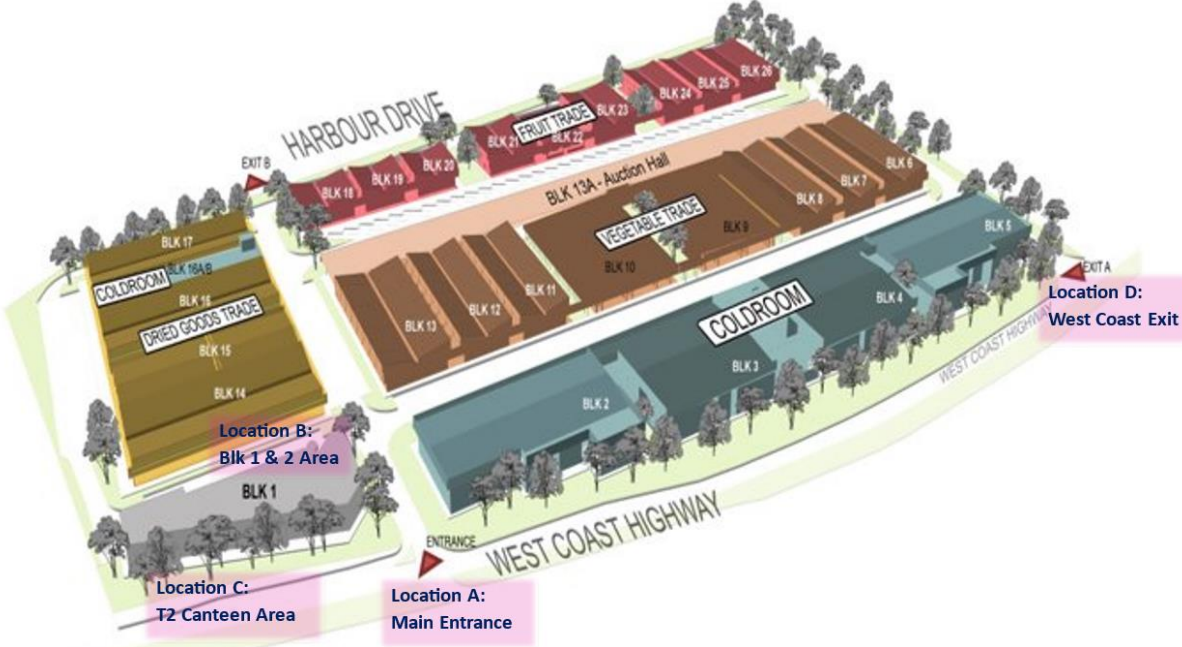 HARBOUR DRIVE
BLK 26
BLK 25
BLK 24
BLK 23
FRUIT TRADE
BLK 22
BLK 21
BLK 20
BLK 19
BLK 18
EXIT B
BLK 13A - Auction Hall
BLK 6
BLK 7
BLK 8
VEGETABLE TRADE
BLK 9
BLK 10
BLK 11
BLK 12
BLK 13
BLK 17
BLK 16A/B
COLDROOM
BLK 16
DRIED GOODS TRADE
BLK 15
BLK 14
BLK 5
BLK 4
COLDROOM
BLK 3
BLK 2
EXIT A
Location D:
West Coast Exit
WEST COAST HIGHWAY
Location B:
Blk 1 & 2 Area
BLK 1
ENTRANCE
WEST COAST HIGHWAY
Location C:
T2 Canteen Area
Location A:
Main Entrance